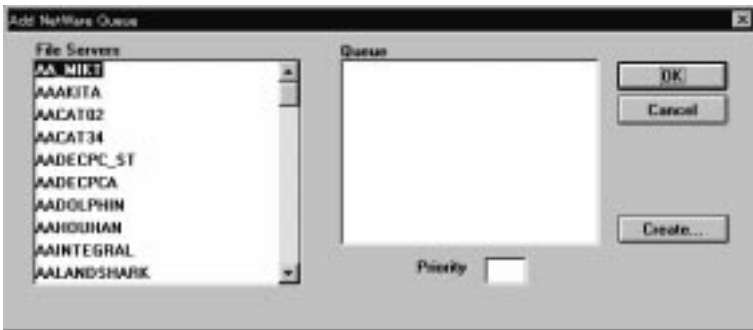 Add NetWare Queue
File Servers
AA_MIKT
AAAKITA
AACAT02
AACAT34
AADECPC_ST
AADECPCA
AADOLPHIN
AAHOUHAN
AAINTEGRAL
AALANDSHARK
Queue
Priority
OK
Cancel
Create...